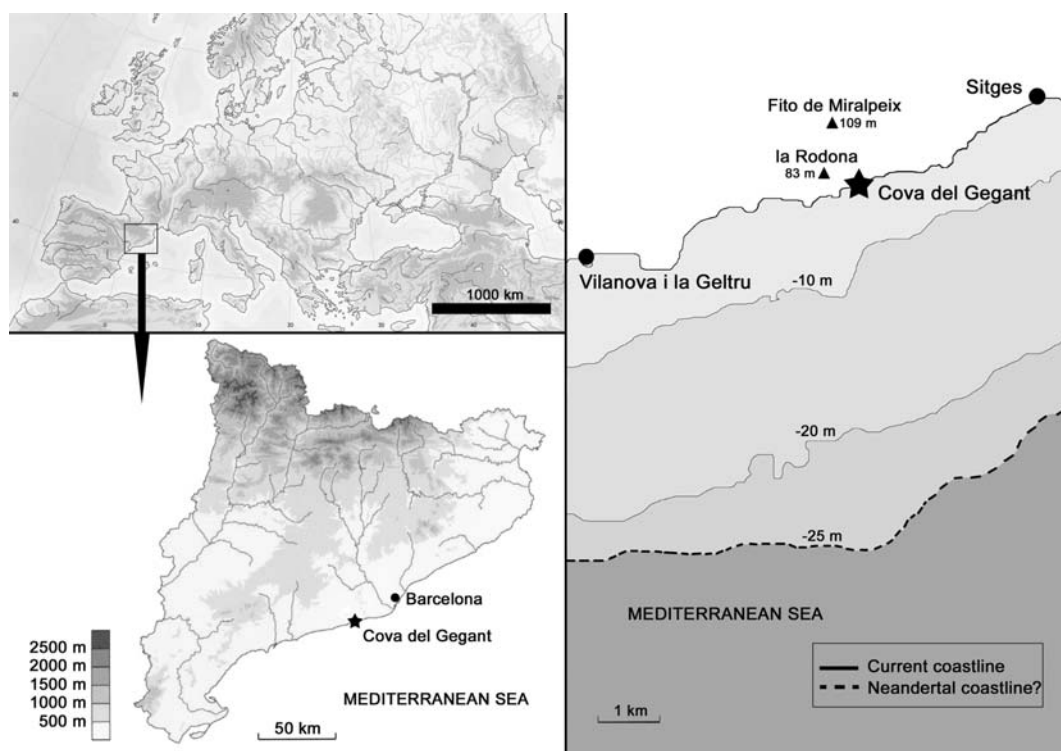 1000 km
Sitges
Fito de Miralpeix
109 m
la Rodona
83 m
Cova del Gegant
Vilanova i la Geltru
-10 m
-20 m
-25 m
MEDITERRANEAN SEA
Current coastline
Neandertal coastline?
1 km
Barcelona
Cova del Gegant
2500 m
2000 m
1500 m
1000 m
500 m
MEDITERRANEAN SEA
50 km